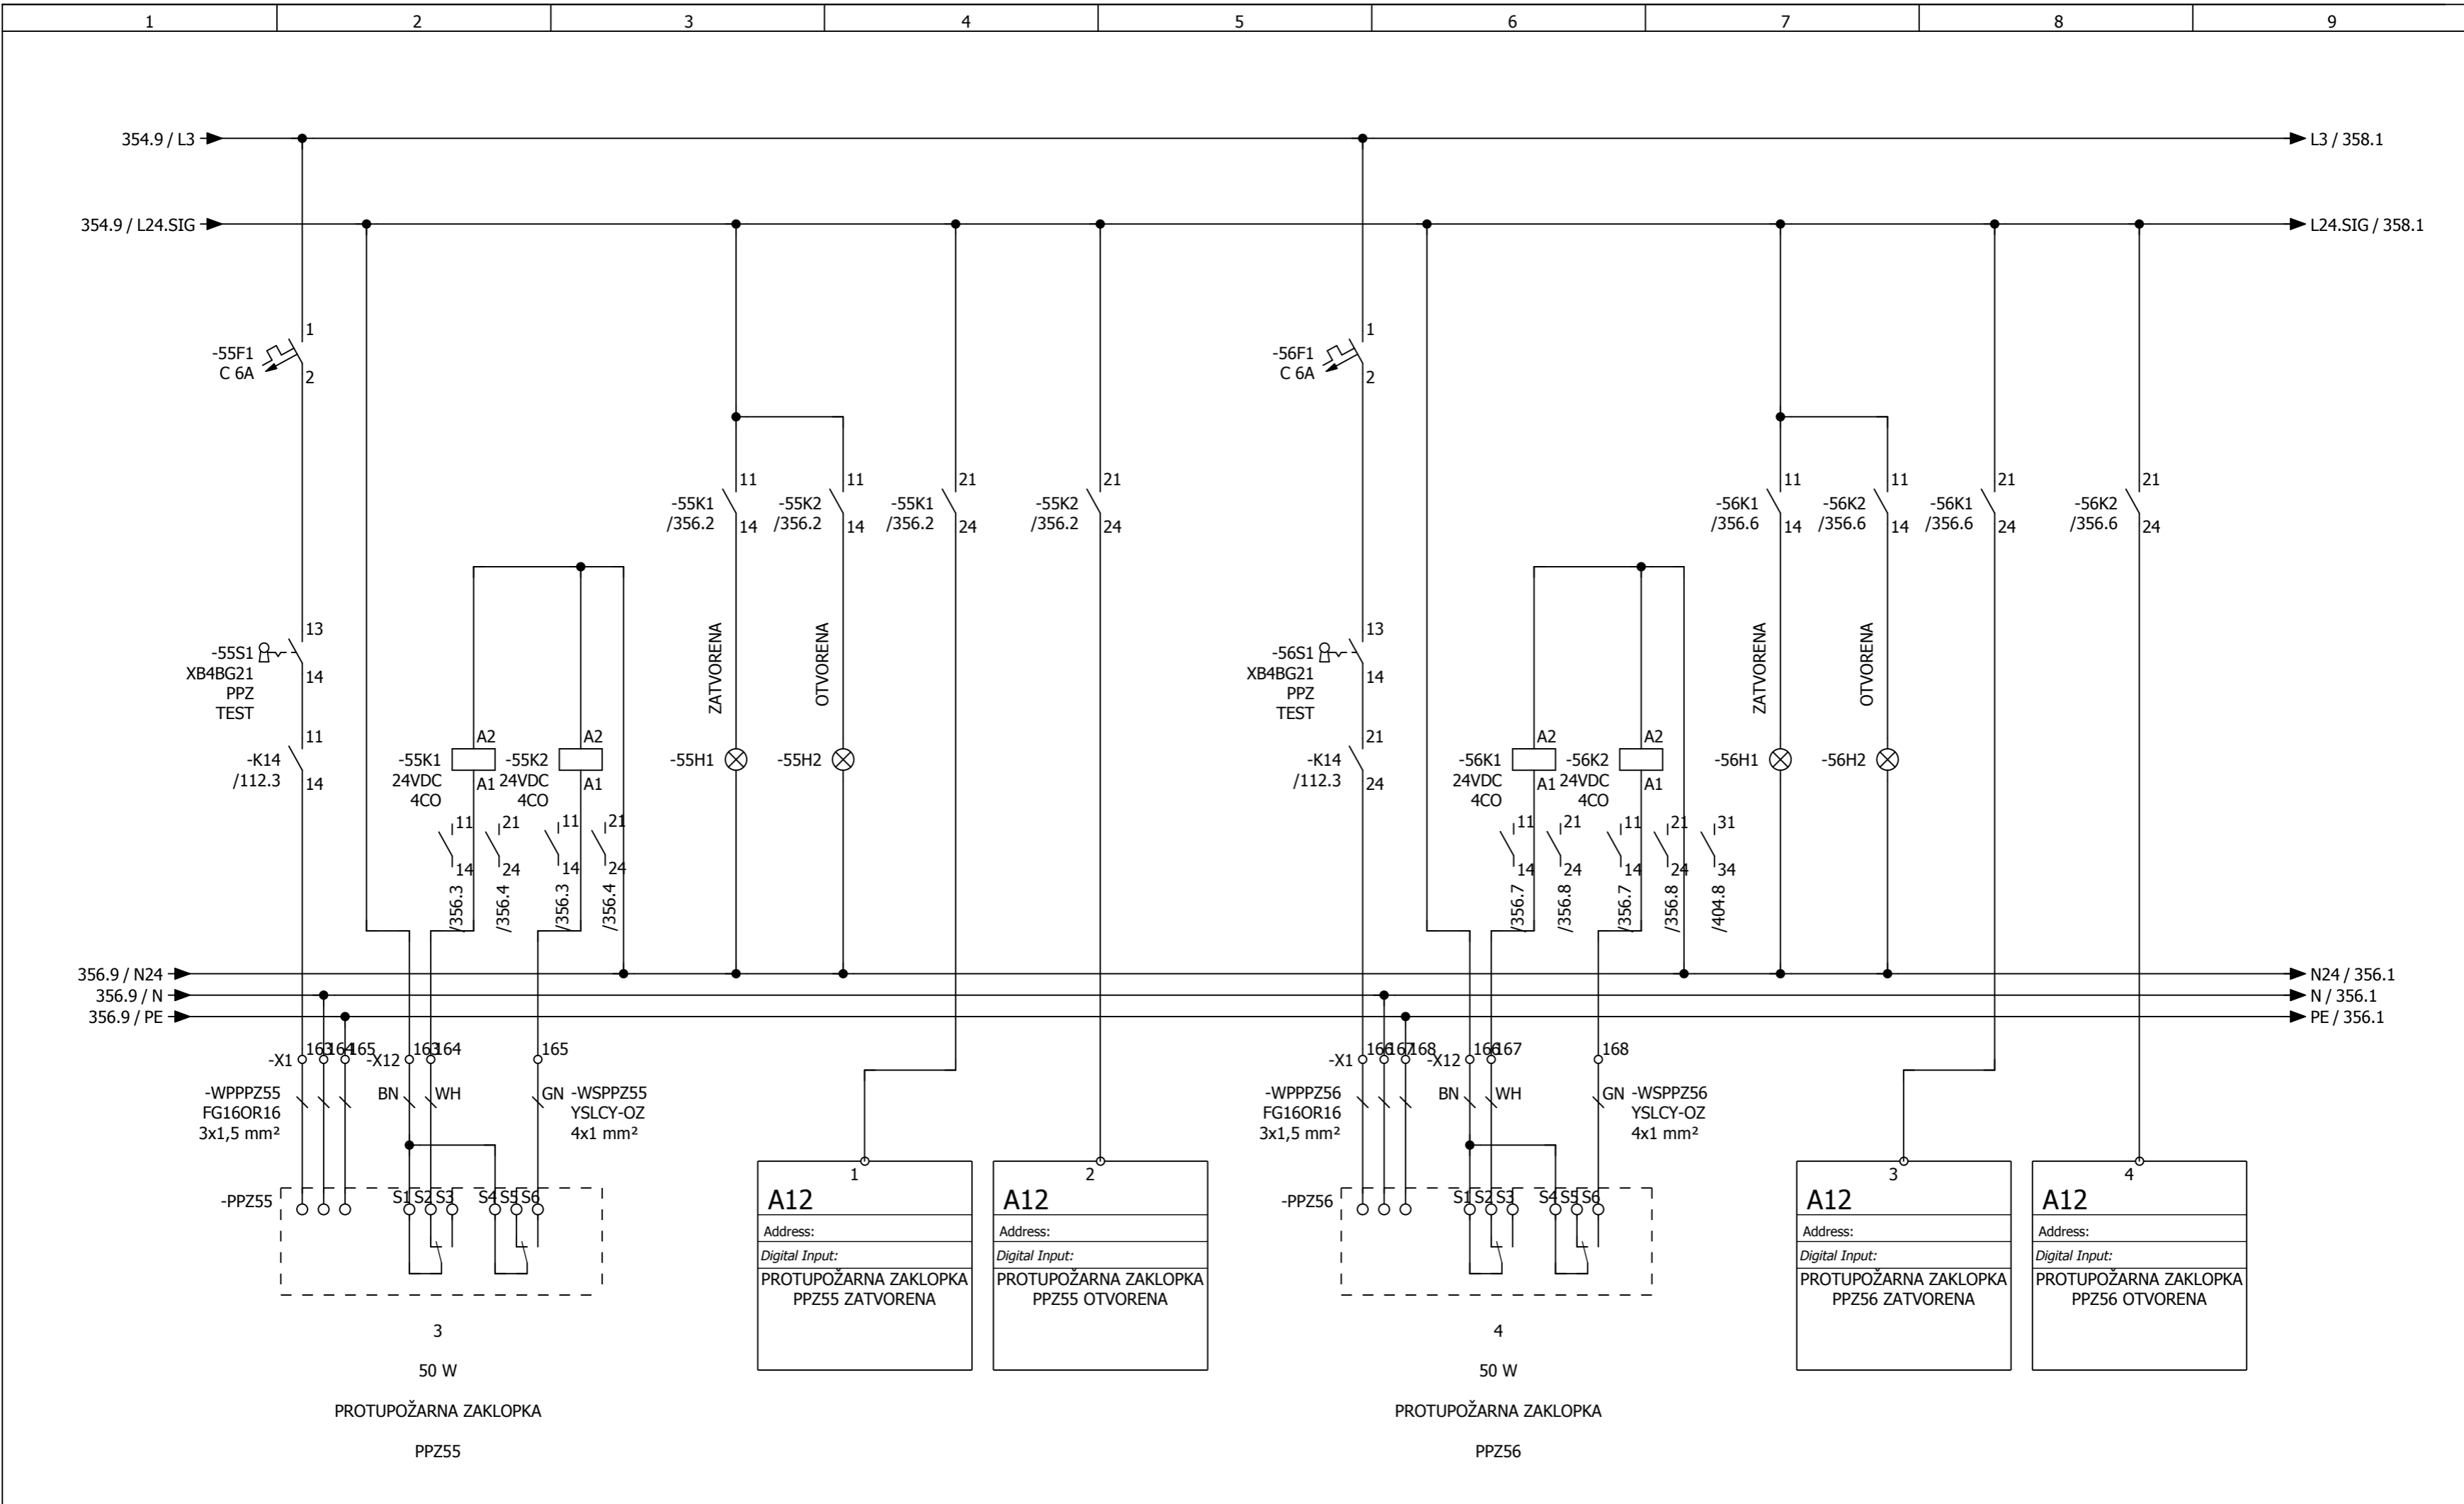 1 2 3 4 5 6 7 8 9
354.9 / L3
L3 / 358.1
354.9 / L24.SIG
L24.SIG / 358.1
1
-55F1
C 6A
2
1
-56F1
C 6A
2
11
-55K1
/356.2
14
11
-55K2
/356.2
14
21
-55K1
/356.2
24
21
-55K2
/356.2
24
11
-56K1
/356.6
14
11
-56K2
/356.6
14
21
-56K1
/356.6
24
21
-56K2
/356.6
24
13
-55S1
XB4BG21
14
PPZ
TEST
11
-K14
/112.3
14
A2
-55K1
24VDC
A1
4CO
A2
-55K2
24VDC
A1
4CO
ZATVORENA
OTVORENA
-55H1
-55H2
13
-56S1
XB4BG21
14
PPZ
TEST
21
-K14
/112.3
24
A2
-56K1
24VDC
A1
4CO
A2
-56K2
24VDC
A1
4CO
ZATVORENA
OTVORENA
-56H1
-56H2
11
14
/356.3
21
24
/356.4
11
14
/356.3
21
24
/356.4
11
14
/356.7
21
24
/356.8
11
14
/356.7
21
24
/356.8
31
34
/404.8
356.9 / N24
N24 / 356.1
356.9 / N
N / 356.1
356.9 / PE
PE / 356.1
-X1 163 164 165
-X12 163 164 165
-WPPPZ55
FG16OR16
3x1,5 mm²
BN WH GN
-WSPPZ55
YSLCY-OZ
4x1 mm²
-PPZ55
S1 S2 S3 S4 S5 S6
-X1 166 167 168
-X12 166 167 168
-WPPPZ56
FG16OR16
3x1,5 mm²
BN WH GN
-WSPPZ56
YSLCY-OZ
4x1 mm²
-PPZ56
S1 S2 S3 S4 S5 S6
1
A12
Address:
Digital Input:
PROTUPOŽARNA ZAKLOPKA
PPZ55 ZATVORENA
2
A12
Address:
Digital Input:
PROTUPOŽARNA ZAKLOPKA
PPZ55 OTVORENA
3
A12
Address:
Digital Input:
PROTUPOŽARNA ZAKLOPKA
PPZ56 ZATVORENA
4
A12
Address:
Digital Input:
PROTUPOŽARNA ZAKLOPKA
PPZ56 OTVORENA
3
50 W
PROTUPOŽARNA ZAKLOPKA
PPZ55
4
50 W
PROTUPOŽARNA ZAKLOPKA
PPZ56